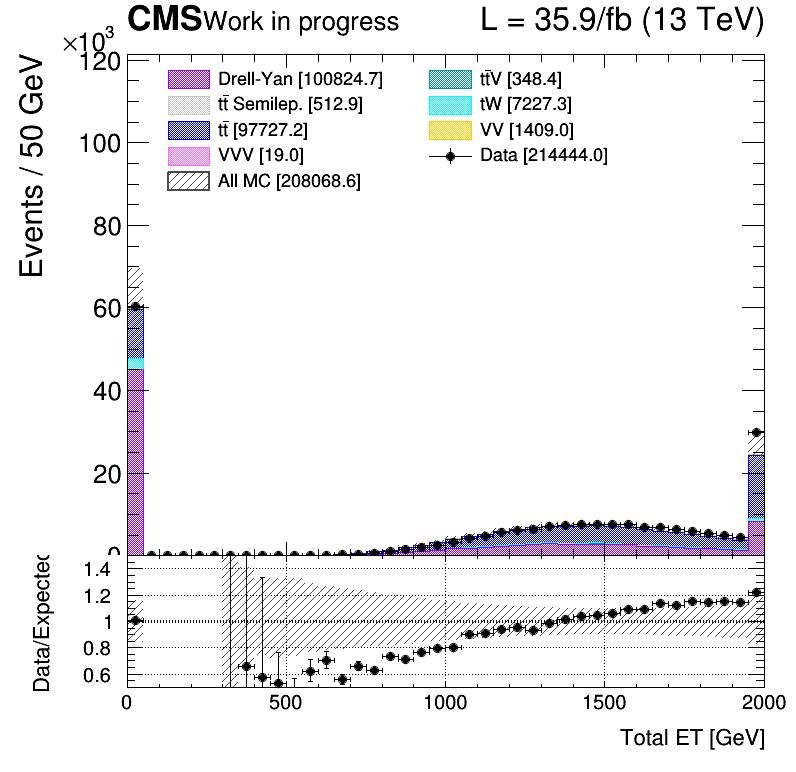 CMS Work in progress L = 35.9/fb (13 TeV)
×10³
120
100
80
60
40
20
0
Events / 50 GeV
Drell-Yan [100824.7]
tt̄ Semilep. [512.9]
tt̄ [97727.2]
VVV [19.0]
All MC [208068.6]
tt̄V [348.4]
tW [7227.3]
VV [1409.0]
Data [214444.0]
1.4
1.2
1
0.8
0.6
Data/Expected
0 500 1000 1500 2000
Total ET [GeV]